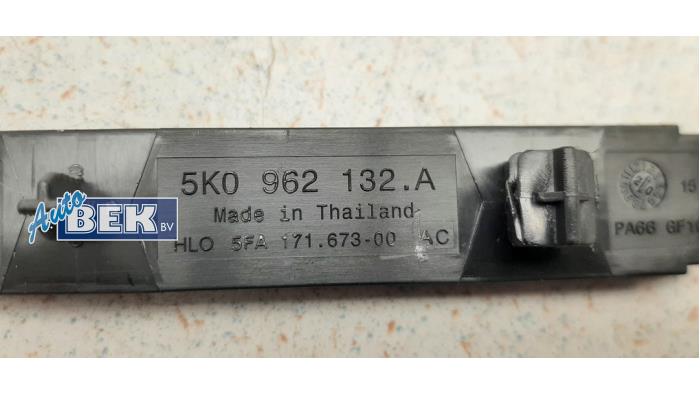 Auto
BEK BV
5K0 962 132.A
Made in Thailand
HLO 5FA 171.673-00 AC
PA66 GF